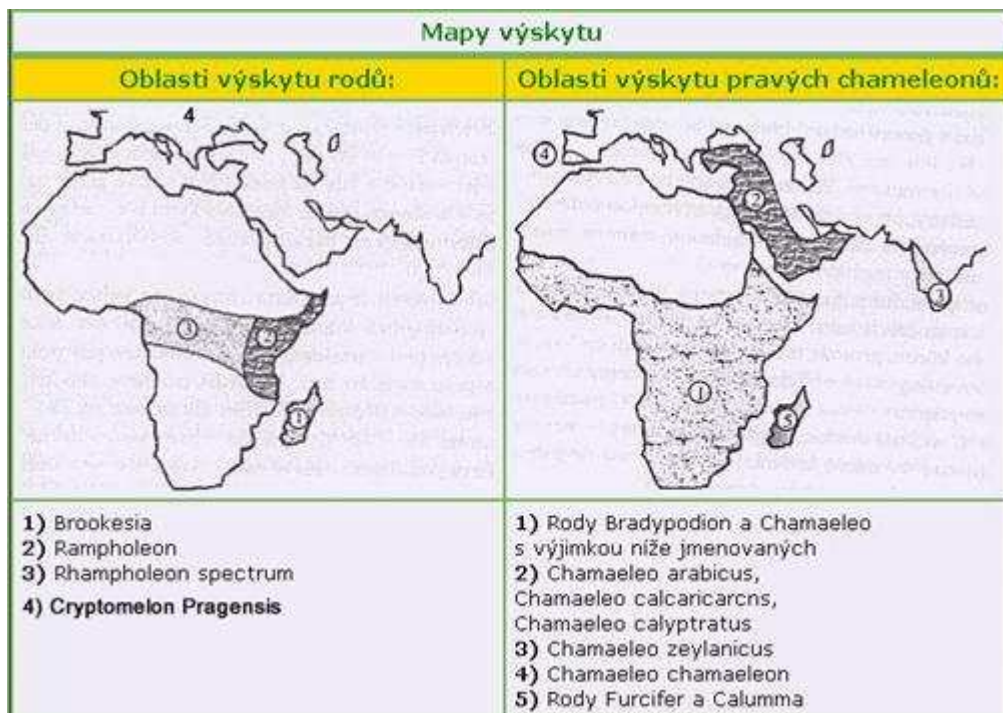 Mapy výskytu
Oblasti výskytu rodů:
Oblasti výskytu pravých chameleonů:
4
3
2
1
4
2
3
1
5
1) Brookesia
2) Rampholeon
3) Rhampholeon spectrum
4) Cryptomelon Pragensis
1) Rody Bradypodion a Chamaeleo
s výjimkou níže jmenovaných
2) Chamaeleo arabicus,
Chamaeleo calcaricarcns,
Chamaeleo calyptratus
3) Chamaeleo zeylanicus
4) Chamaeleo chamaeleon
5) Rody Furcifer a Calumma